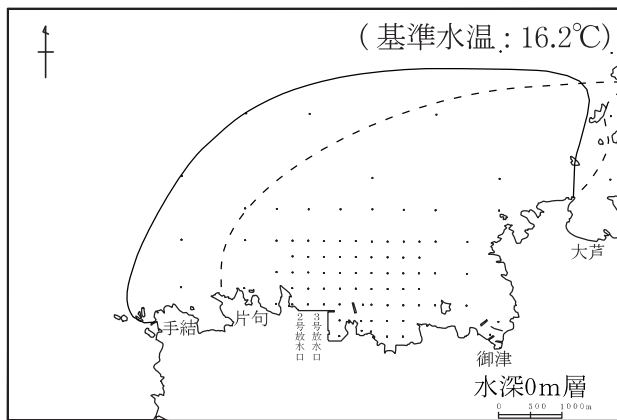 (基準水温：16.2℃)
大芦
手結
片句
2号放水口
3号放水口
御津
水深0m層
0 500 1000m